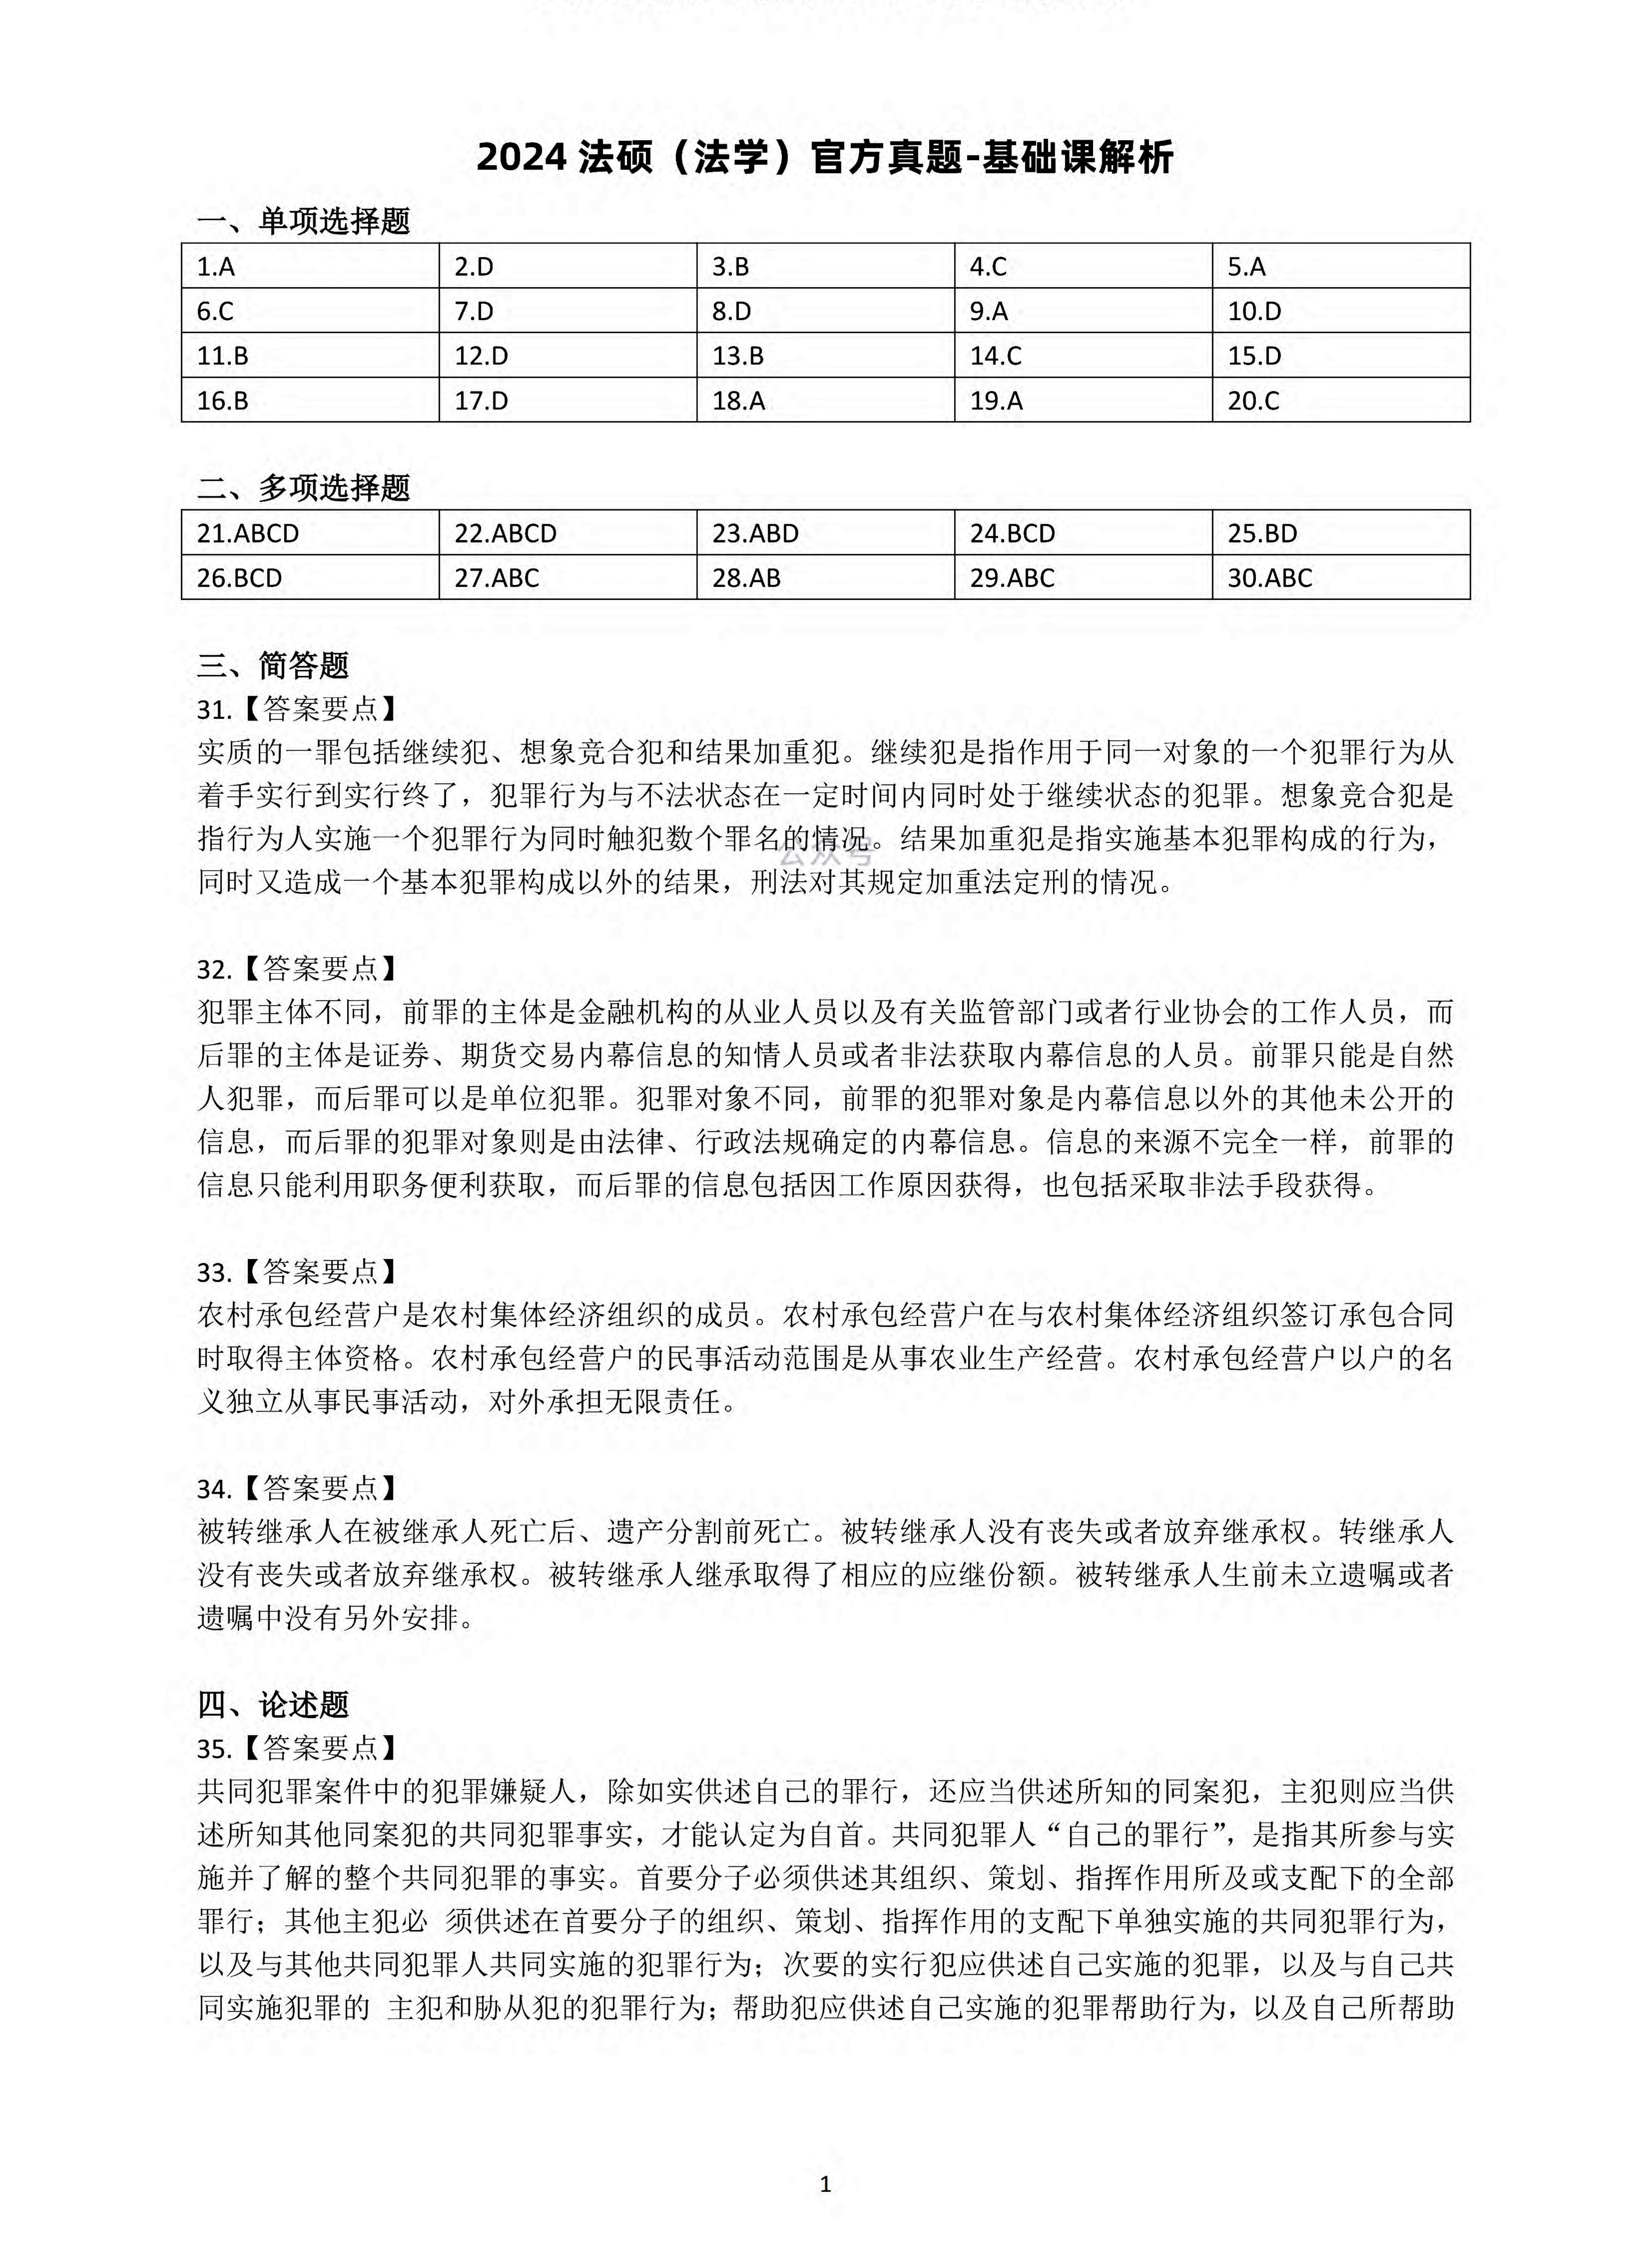 2024 法硕（法学）官方真题-基础课解析
一、单项选择题
1.A 2.D 3.B 4.C 5.A
6.C 7.D 8.D 9.A 10.D
11.B 12.D 13.B 14.C 15.D
16.B 17.D 18.A 19.A 20.C
二、多项选择题
21.ABCD 22.ABCD 23.ABD 24.BCD 25.BD
26.BCD 27.ABC 28.AB 29.ABC 30.ABC
三、简答题
31.【答案要点】
实质的一罪包括继续犯、想象竞合犯和结果加重犯。继续犯是指作用于同一对象的一个犯罪行为从
着手实行到实行终了，犯罪行为与不法状态在一定时间内同时处于继续状态的犯罪。想象竞合犯是
指行为人实施一个犯罪行为同时触犯数个罪名的情况。结果加重犯是指实施基本犯罪构成的行为，
公众号
同时又造成一个基本犯罪构成以外的结果，刑法对其规定加重法定刑的情况。
32.【答案要点】
犯罪主体不同，前罪的主体是金融机构的从业人员以及有关监管部门或者行业协会的工作人员，而
后罪的主体是证券、期货交易内幕信息的知情人员或者非法获取内幕信息的人员。前罪只能是自然
人犯罪，而后罪可以是单位犯罪。犯罪对象不同，前罪的犯罪对象是内幕信息以外的其他未公开的
信息，而后罪的犯罪对象则是由法律、行政法规确定的内幕信息。信息的来源不完全一样，前罪的
信息只能利用职务便利获取，而后罪的信息包括因工作原因获得，也包括采取非法手段获得。
33.【答案要点】
农村承包经营户是农村集体经济组织的成员。农村承包经营户在与农村集体经济组织签订承包合同
时取得主体资格。农村承包经营户的民事活动范围是从事农业生产经营。农村承包经营户以户的名
义独立从事民事活动，对外承担无限责任。
34.【答案要点】
被转继承人在被继承人死亡后、遗产分割前死亡。被转继承人没有丧失或者放弃继承权。转继承人
没有丧失或者放弃继承权。被转继承人继承取得了相应的应继份额。被转继承人生前未立遗嘱或者
遗嘱中没有另外安排。
四、论述题
35.【答案要点】
共同犯罪案件中的犯罪嫌疑人，除如实供述自己的罪行，还应当供述所知的同案犯，主犯则应当供
述所知其他同案犯的共同犯罪事实，才能认定为自首。共同犯罪人“自己的罪行”，是指其所参与实
施并了解的整个共同犯罪的事实。首要分子必须供述其组织、策划、指挥作用所及或支配下的全部
罪行；其他主犯必 须供述在首要分子的组织、策划、指挥作用的支配下单独实施的共同犯罪行为，
以及与其他共同犯罪人共同实施的犯罪行为；次要的实行犯应供述自己实施的犯罪，以及与自己共
同实施犯罪的 主犯和胁从犯的犯罪行为；帮助犯应供述自己实施的犯罪帮助行为，以及自己所帮助
1